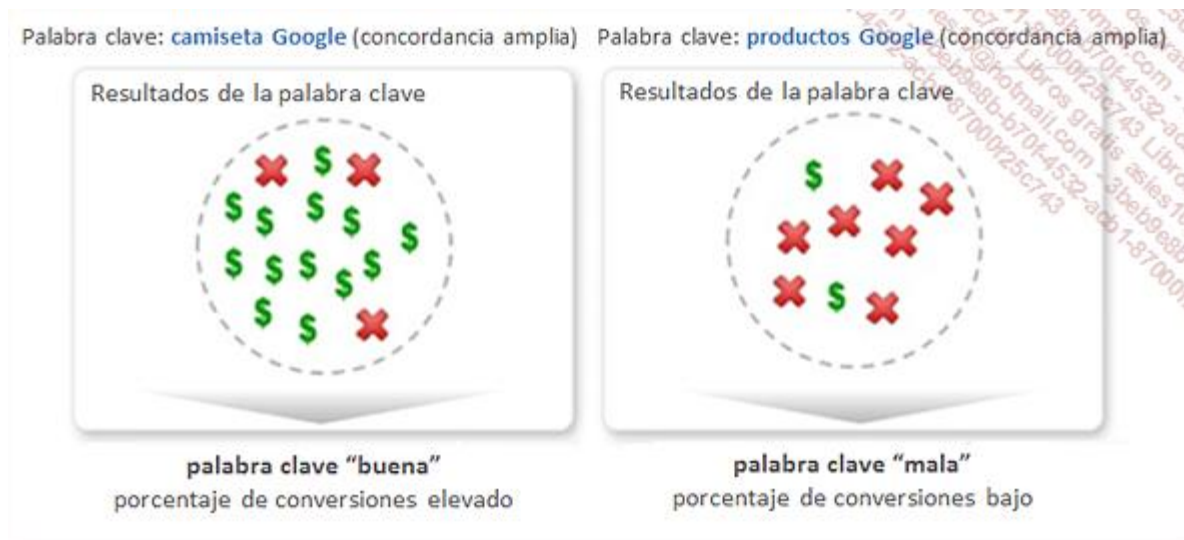 Palabra clave: camiseta Google (concordancia amplia)
Resultados de la palabra clave
palabra clave “buena”
porcentaje de conversiones elevado
Palabra clave: productos Google (concordancia amplia)
Resultados de la palabra clave
palabra clave “mala”
porcentaje de conversiones bajo